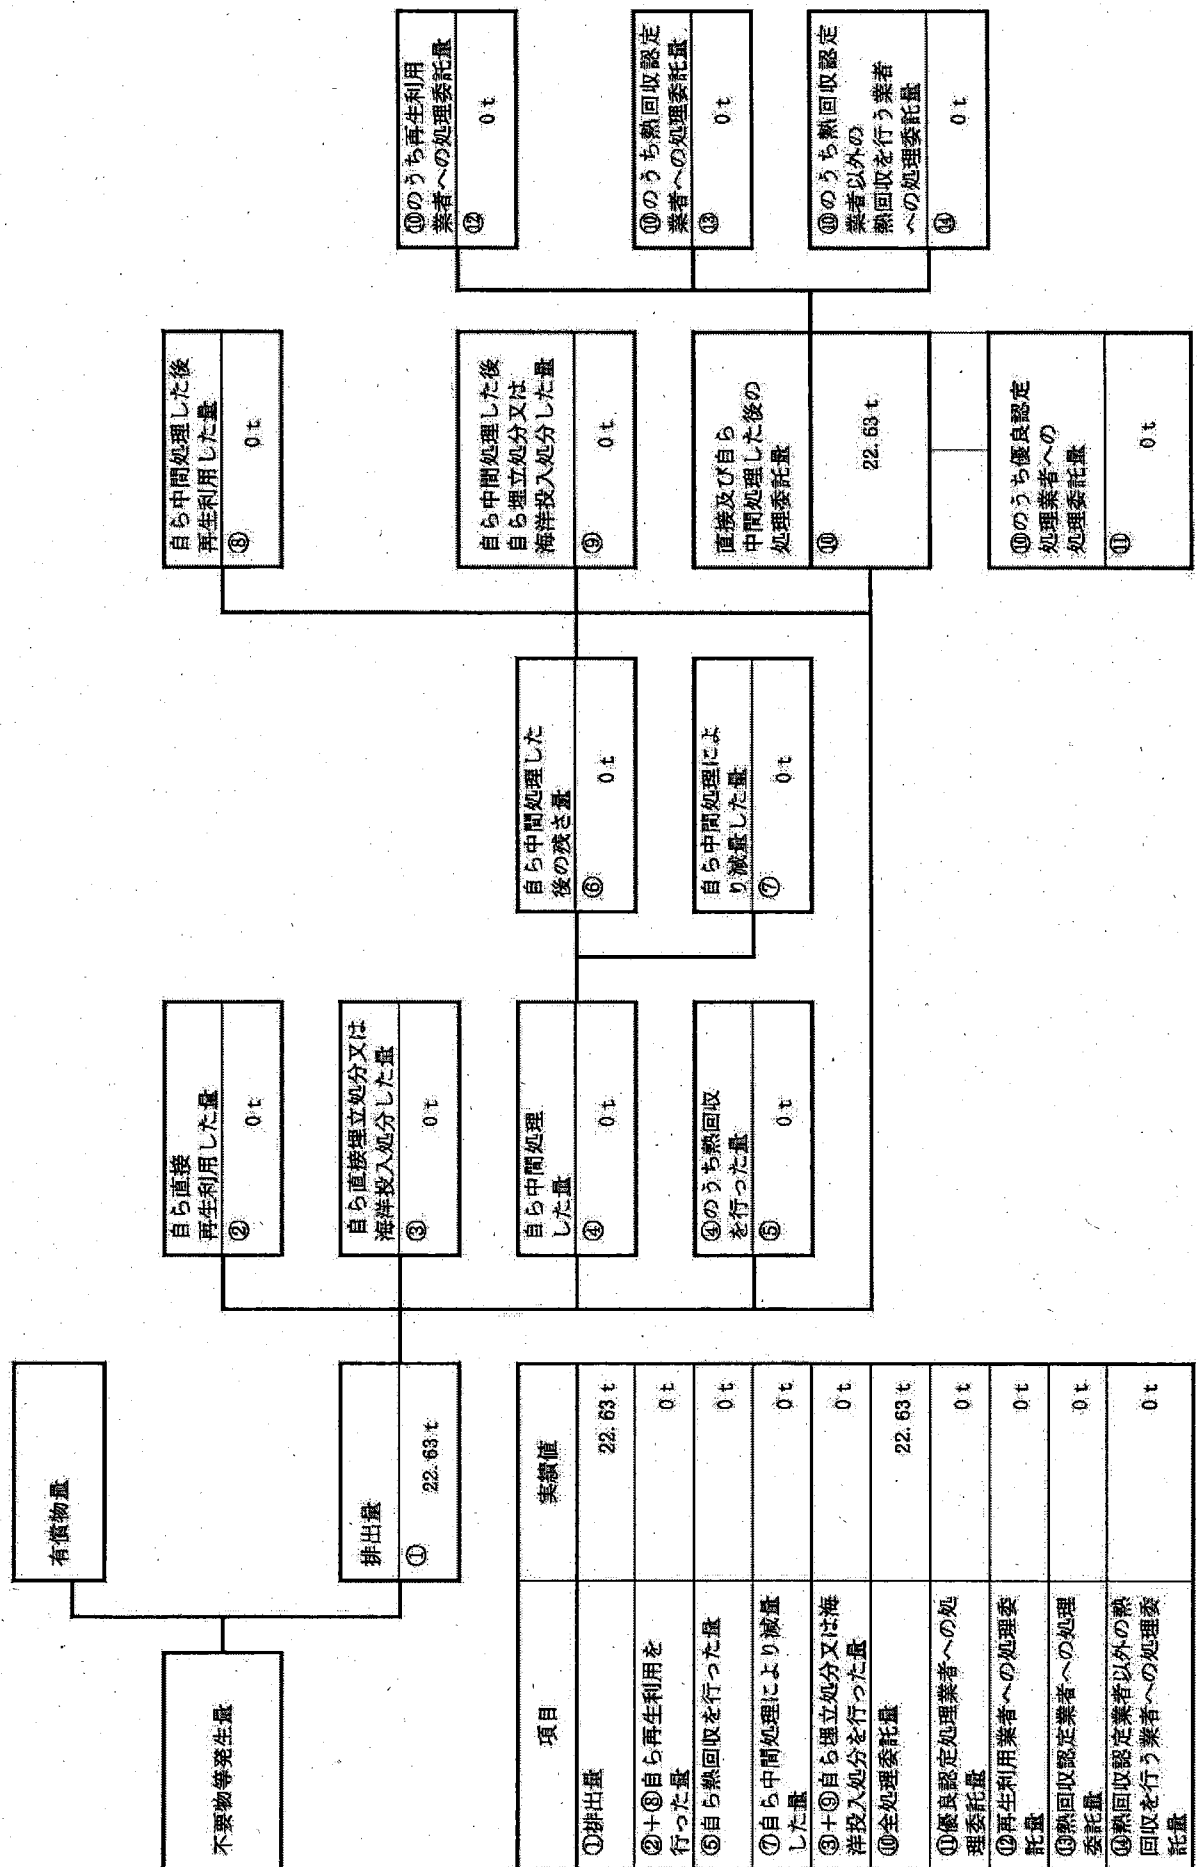 不要物等発生量
有償物量
排出量
①
22.63 t
自ら直接
再生利用した量
②
0 t
自ら直接埋立処分又は
海洋投入処分した量
③
0 t
自ら中間処理
した量
④
0 t
④のうち熱回収
を行った量
⑤
0 t
自ら中間処理した
後の残さ量
⑥
0 t
自ら中間処理によ
り減量した量
⑦
0 t
自ら中間処理した後
再生利用した量
⑧
0 t
自ら中間処理した後
自ら埋立処分又は
海洋投入処分した量
⑨
0 t
直接及び自ら
中間処理した後の
処理委託量
⑩
22.63 t
⑩のうち優良認定
処理業者への
処理委託量
⑪
0 t
⑩のうち再生利用
業者への処理委託量
⑫
0 t
⑩のうち熱回収認定
業者への処理委託量
⑬
0 t
⑩のうち熱回収認定
業者以外の
熱回収を行う業者
への処理委託量
⑭
0 t
項目
実績値
①排出量
22.63 t
②+⑧自ら再生利用を
行った量
0 t
⑤自ら熱回収を行った量
0 t
⑦自ら中間処理により減量
した量
0 t
③+⑨自ら埋立処分又は海
洋投入処分を行った量
0 t
⑩全処理委託量
22.63 t
⑪優良認定処理業者への処
理委託量
0 t
⑫再生利用業者への処理委
託量
0 t
⑬熱回収認定業者への処理
委託量
0 t
⑭熱回収認定業者以外の熱
回収を行う業者への処理委
託量
0 t